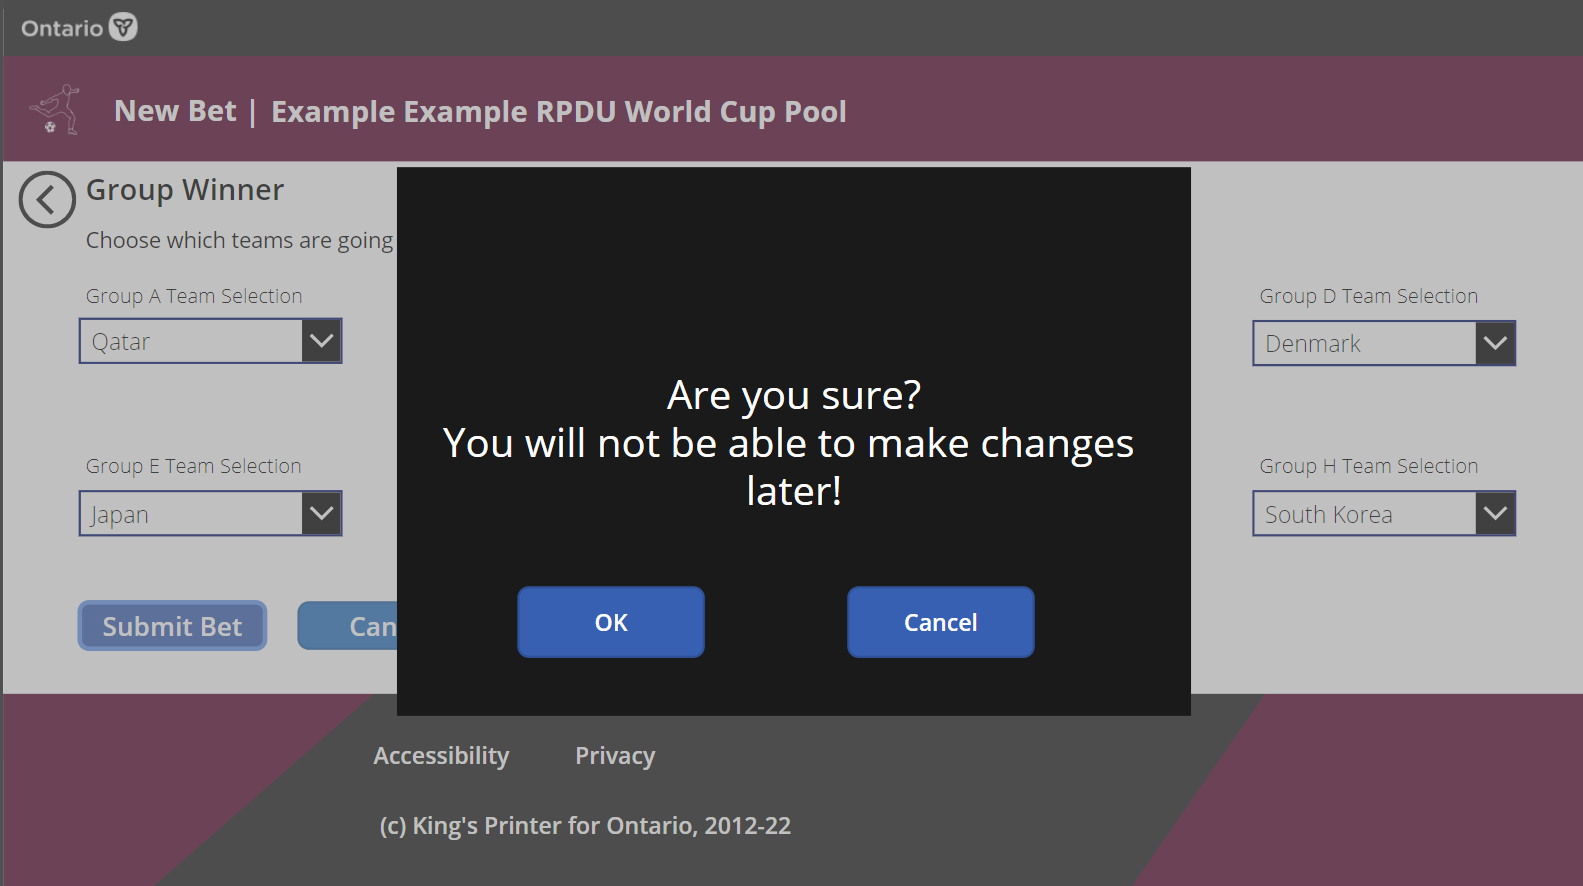 Ontario
New Bet | Example Example RPDU World Cup Pool
Group Winner
Choose which teams are going
Group A Team Selection
Qatar
Group D Team Selection
Denmark
Are you sure?
You will not be able to make changes
later!
Group E Team Selection
Japan
Group H Team Selection
South Korea
Submit Bet
Can
OK
Cancel
Accessibility
Privacy
(c) King's Printer for Ontario, 2012-22